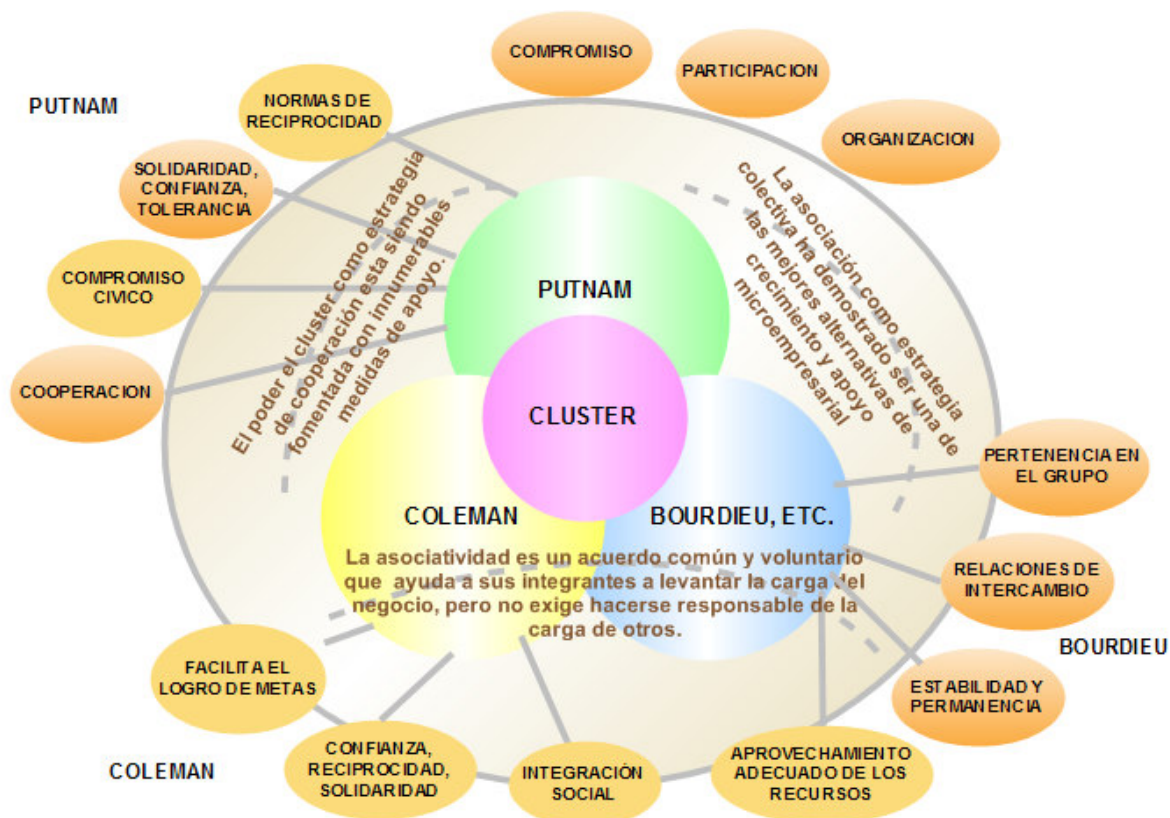 COMPROMISO
PARTICIPACION
ORGANIZACION
PUTNAM
NORMAS DE
RECIPROCIDAD
SOLIDARIDAD,
CONFIANZA,
TOLERANCIA
COMPROMISO
CIVICO
COOPERACION
El poder el cluster como estrategia
de cooperación esta siendo
fomentada con innumerables
medidas de apoyo.
La asociación como estrategia
colectiva ha demostrado ser una de
las mejores alternativas de
crecimiento y apoyo
microempresarial
PUTNAM
CLUSTER
COLEMAN
BOURDIEU, ETC.
La asociatividad es un acuerdo común y voluntario
que ayuda a sus integrantes a levantar la carga del
negocio, pero no exige hacerse responsable de la
carga de otros.
PERTENENCIA EN
EL GRUPO
RELACIONES DE
INTERCAMBIO
BOURDIEU
ESTABILIDAD Y
PERMANENCIA
FACILITA EL
LOGRO DE METAS
COLEMAN
CONFIANZA,
RECIPROCIDAD,
SOLIDARIDAD
INTEGRACIÓN
SOCIAL
APROVECHAMIENTO
ADECUADO DE LOS
RECURSOS